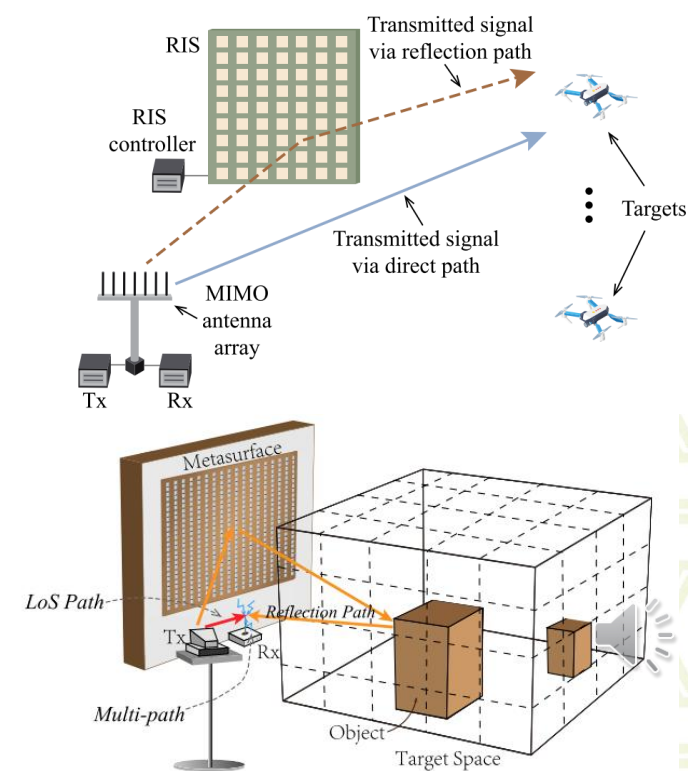 RIS
Transmitted signal
via reflection path
RIS
controller
Targets
Transmitted signal
via direct path
MIMO
antenna
array
Tx
Rx
Metasurface
LoS Path
Reflection Path
Tx
Rx
Multi-path
Object
Target Space